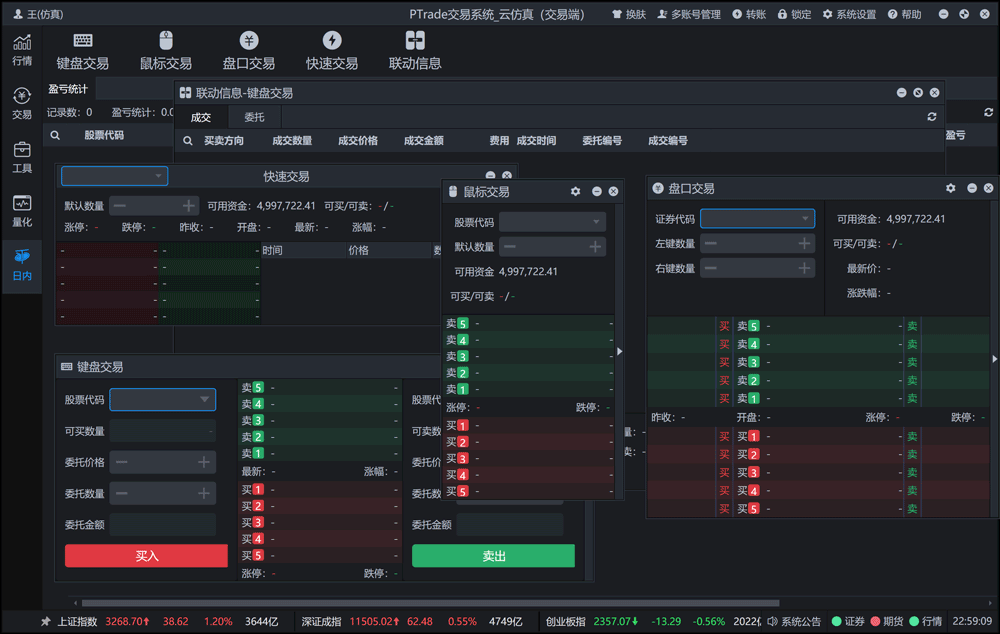 王(仿真)
PTrade交易系统_云仿真（交易端）
换肤 多账号管理 转账 锁定 系统设置 帮助
行情
交易
工具
量化
日内
键盘交易 鼠标交易 盘口交易 快速交易 联动信息
盈亏统计
记录数: 0 盈亏统计: 0.0
股票代码
盈亏
联动信息-键盘交易
成交 委托
买卖方向 成交数量 成交价格 成交金额 费用 成交时间 委托编号 成交编号
快速交易
默认数量 可用资金: 4,997,722.41 可买/可卖: -/-
涨停: - 跌停: - 昨收: - 开盘: - 最新: - 涨幅: -
时间 价格
鼠标交易
股票代码
默认数量
可用资金 4,997,722.41
可买/可卖 -/-
卖5 - -
卖4 - -
卖3 - -
卖2 - -
卖1 - -
涨停: - 跌停: -
买1 - -
买2 - -
买3 - -
买4 - -
买5 - -
盘口交易
证券代码
左键数量
右键数量
可用资金: 4,997,722.41
可买/可卖: -/-
最新价: -
涨跌幅: -
买 卖5 - - 卖
买 卖4 - - 卖
买 卖3 - - 卖
买 卖2 - - 卖
买 卖1 - - 卖
昨收: - 开盘: - 涨停: - 跌停: -
买 买1 - - 卖
买 买2 - - 卖
买 买3 - - 卖
买 买4 - - 卖
买 买5 - - 卖
键盘交易
股票代码
可买数量 -
委托价格
委托数量
委托金额
买入
卖5 - -
卖4 - -
卖3 - -
卖2 - -
卖1 - -
最新: - 涨幅: -
买1 - -
买2 - -
买3 - -
买4 - -
买5 - -
涨停: - 跌停: -
股票代
可卖数
委托价
委托数
委托金额
卖出
量: -
卖: -
上证指数 3268.70↑ 38.62 1.20% 3644亿 深证成指 11505.02↑ 62.48 0.55% 4749亿 创业板指 2357.07↓ -13.29 -0.56% 2022亿 系统公告 证券 期货 行情 22:59:09